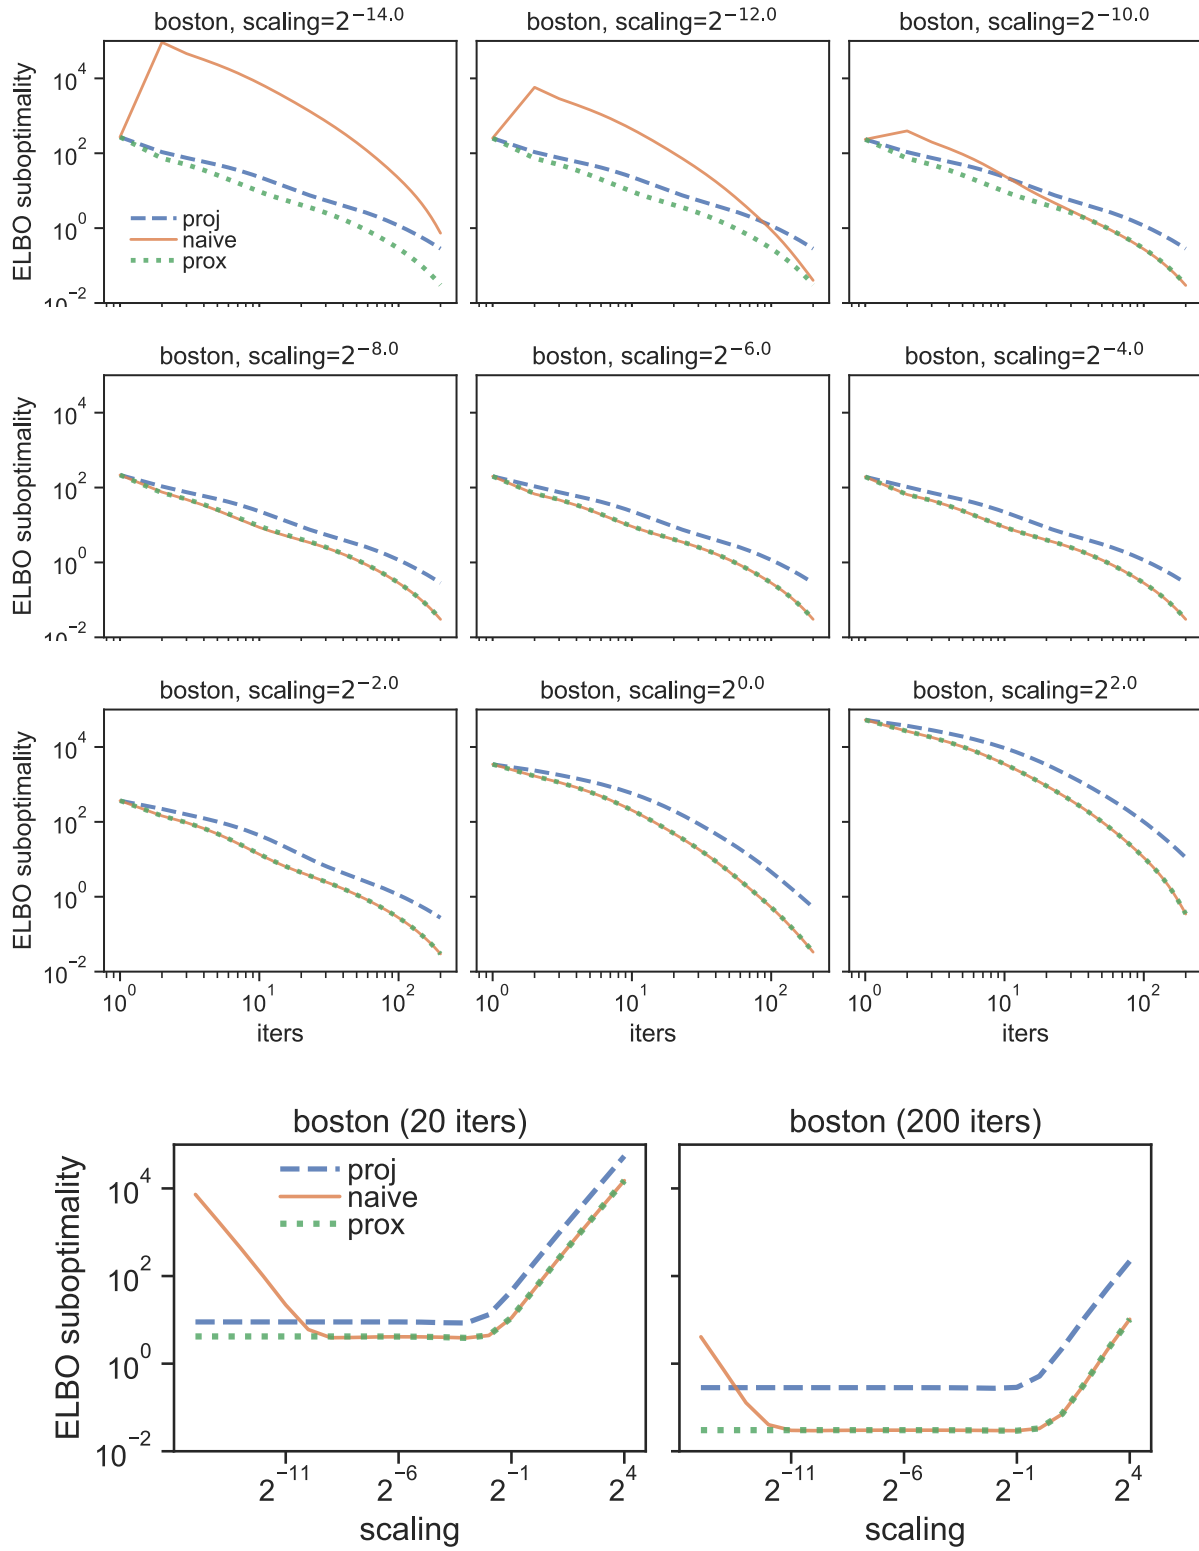 boston, scaling=2^−14.0 boston, scaling=2^−12.0 boston, scaling=2^−10.0
ELBO suboptimality
10^4
10^2
10^0
10^−2
proj
naive
prox
boston, scaling=2^−8.0 boston, scaling=2^−6.0 boston, scaling=2^−4.0
ELBO suboptimality
10^4
10^2
10^0
10^−2
boston, scaling=2^−2.0 boston, scaling=2^0.0 boston, scaling=2^2.0
ELBO suboptimality
10^4
10^2
10^0
10^−2
10^0 10^1 10^2 10^0 10^1 10^2 10^0 10^1 10^2
iters iters iters
boston (20 iters) boston (200 iters)
ELBO suboptimality
10^4
10^2
10^0
10^−2
proj
naive
prox
2^−11 2^−6 2^−1 2^4 2^−11 2^−6 2^−1 2^4
scaling scaling